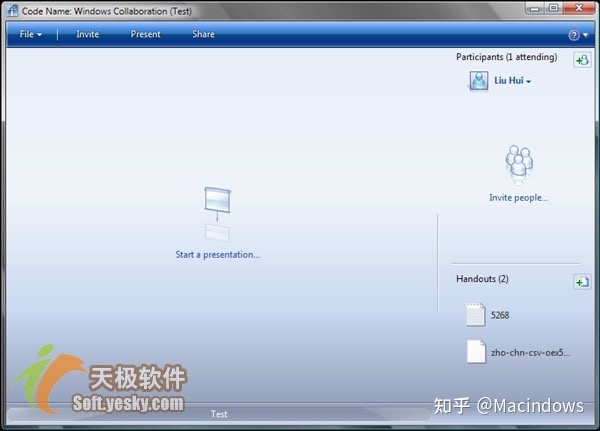 Code Name: Windows Collaboration (Test)
File Invite Present Share
?
Participants (1 attending)
Liu Hui
Invite people...
Start a presentation...
Handouts (2)
5268
zho-chn-csv-oex5...
天极软件
Soft.yesky.com
知乎 @Macindows
Test